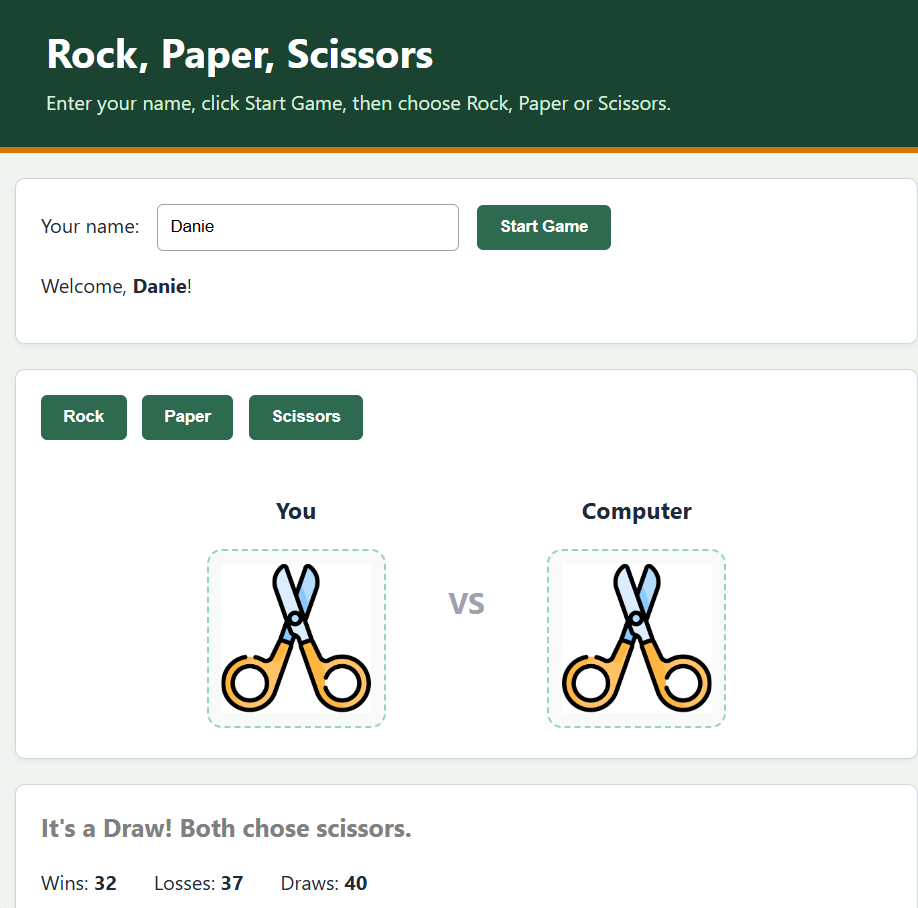 Rock, Paper, Scissors
Enter your name, click Start Game, then choose Rock, Paper or Scissors.
Your name: Danie Start Game
Welcome, Danie!
Rock Paper Scissors
You Computer
VS
It's a Draw! Both chose scissors.
Wins: 32 Losses: 37 Draws: 40